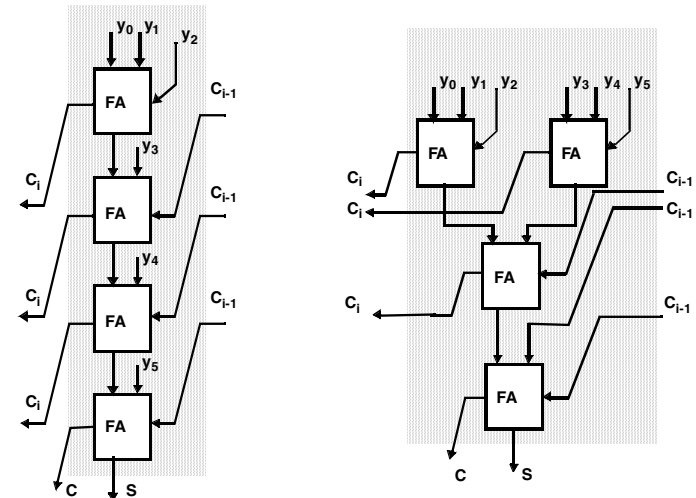 y0 y1 y2
FA
Ci-1
y3
Ci
FA
Ci-1
y4
Ci
FA
Ci-1
y5
Ci
FA
C S
y0 y1 y2 y3 y4 y5
FA FA
Ci Ci-1
Ci Ci-1
FA
Ci Ci-1
FA
C S